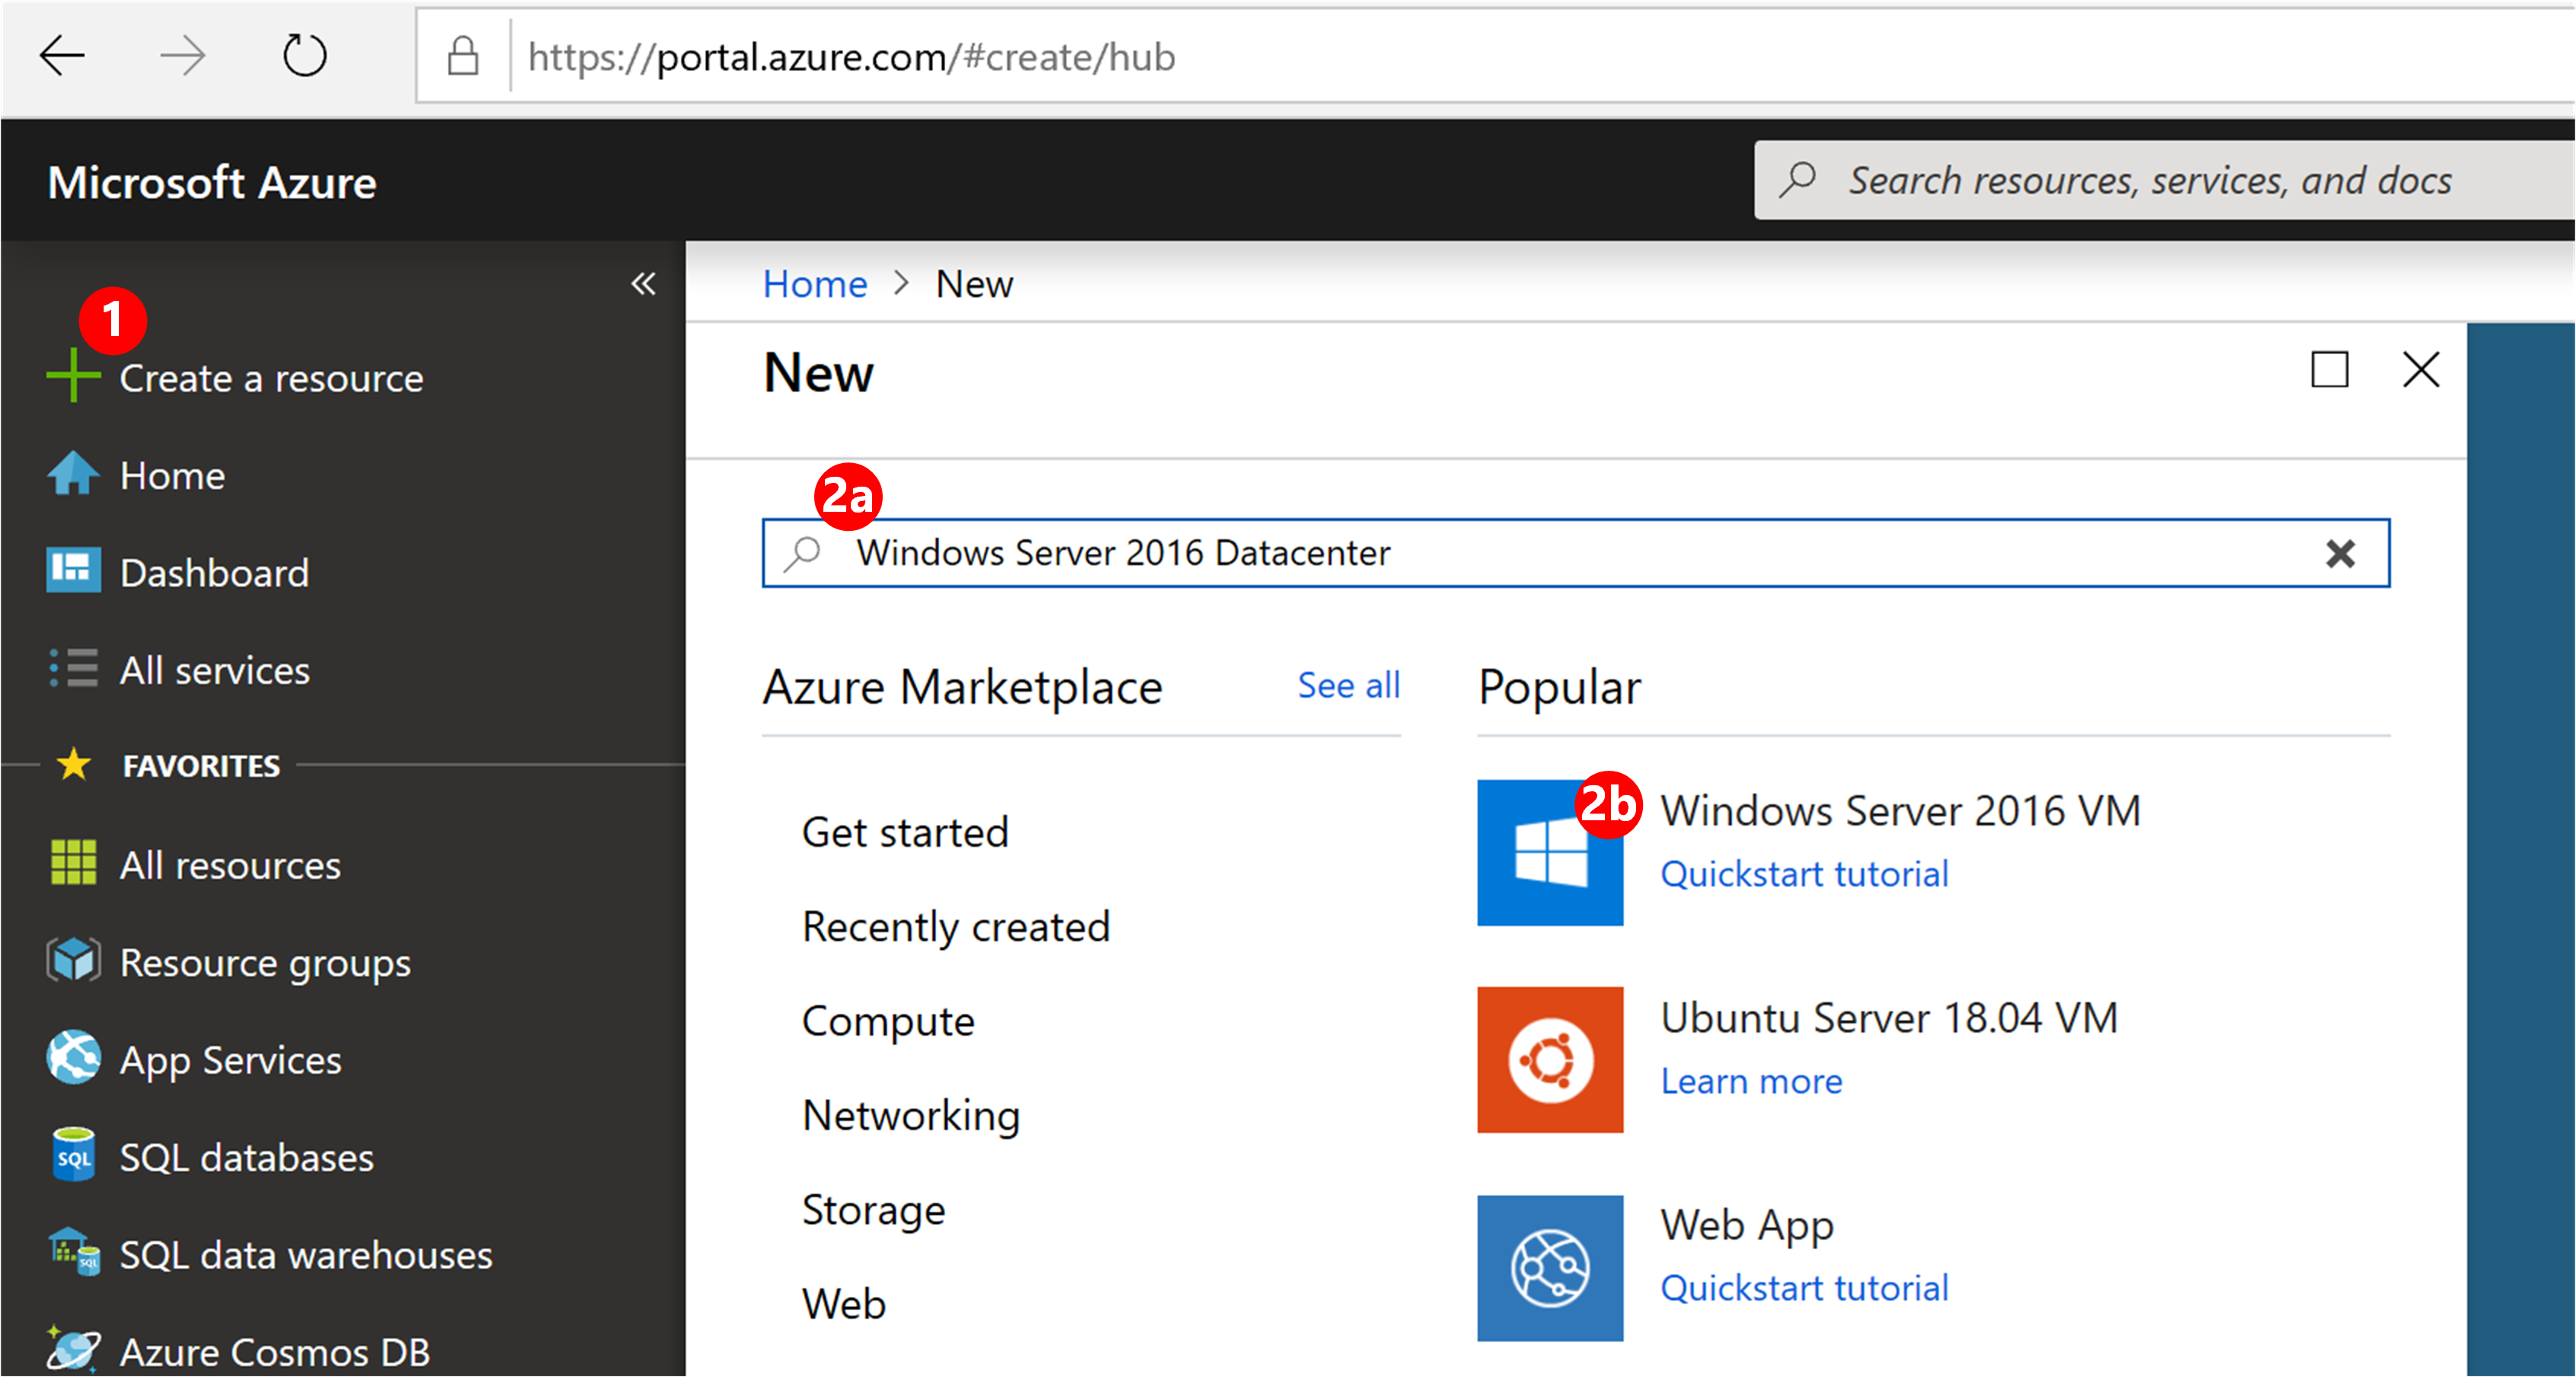 https://portal.azure.com/#create/hub
Microsoft Azure
Search resources, services, and docs
1
Create a resource
Home
Dashboard
All services
FAVORITES
All resources
Resource groups
App Services
SQL
SQL databases
SQL
SQL data warehouses
Azure Cosmos DB
Home > New
New
2a
Windows Server 2016 Datacenter
Azure Marketplace
See all
Get started
Recently created
Compute
Networking
Storage
Web
Popular
2b
Windows Server 2016 VM
Quickstart tutorial
Ubuntu Server 18.04 VM
Learn more
Web App
Quickstart tutorial